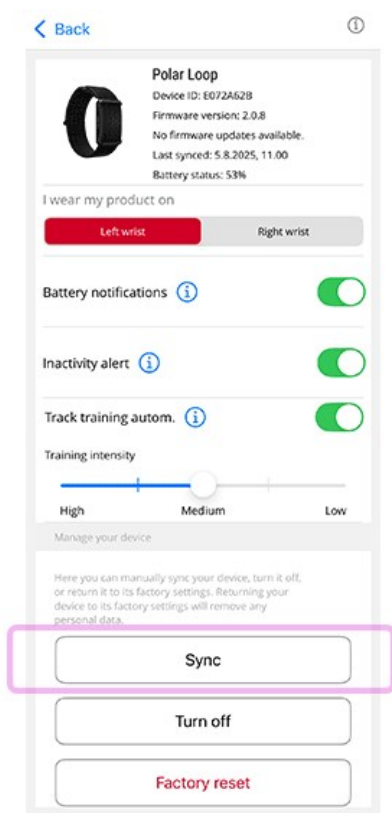 Back
Polar Loop
Device ID: E072A62B
Firmware version: 2.0.8
No firmware updates available.
Last synced: 5.8.2025, 11.00
Battery status: 53%
I wear my product on
Left wrist
Right wrist
Battery notifications
Inactivity alert
Track training autom.
Training intensity
High
Medium
Low
Manage your device
Here you can manually sync your device, turn it off,
or return it to its factory settings. Returning your
device to its factory settings will remove any
personal data.
Sync
Turn off
Factory reset